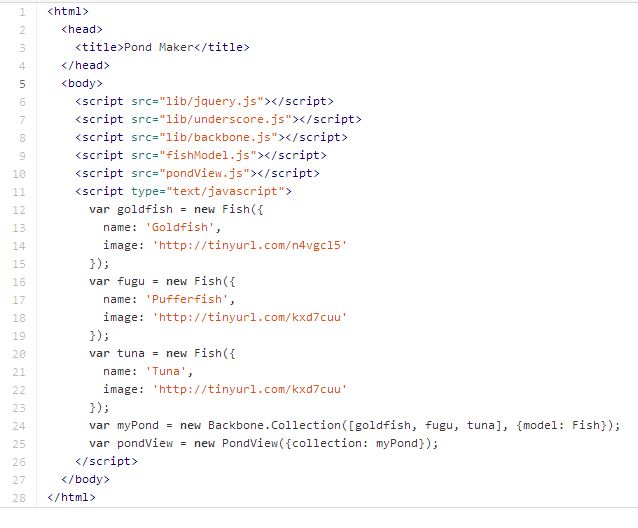 1 <html>
2   <head>
3     <title>Pond Maker</title>
4   </head>
5   <body>
6     <script src="lib/jquery.js"></script>
7     <script src="lib/underscore.js"></script>
8     <script src="lib/backbone.js"></script>
9     <script src="fishModel.js"></script>
10     <script src="pondView.js"></script>
11     <script type="text/javascript">
12       var goldfish = new Fish({
13         name: 'Goldfish',
14         image: 'http://tinyurl.com/n4vgcl5'
15       });
16       var fugu = new Fish({
17         name: 'Pufferfish',
18         image: 'http://tinyurl.com/kxd7cuu'
19       });
20       var tuna = new Fish({
21         name: 'Tuna',
22         image: 'http://tinyurl.com/kxd7cuu'
23       });
24       var myPond = new Backbone.Collection([goldfish, fugu, tuna], {model: Fish});
25       var pondView = new PondView({collection: myPond});
26     </script>
27   </body>
28 </html>